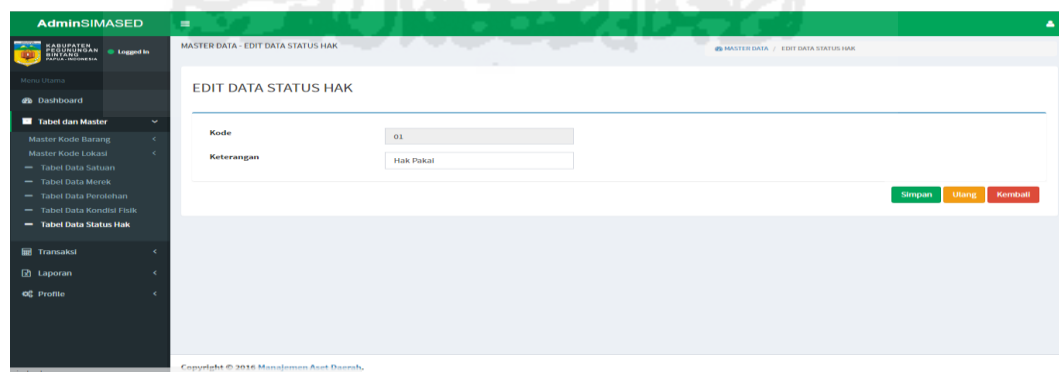 AdminSIMASED
KABUPATEN
PEGUNUNGAN
BINTANG
PAPUA-INDONESIA
Logged in
Menu Utama
Dashboard
Tabel dan Master
Master Kode Barang
Master Kode Lokasi
Tabel Data Satuan
Tabel Data Merek
Tabel Data Perolehan
Tabel Data Kondisi Fisik
Tabel Data Status Hak
Transaksi
Laporan
Profile
MASTER DATA - EDIT DATA STATUS HAK
MASTER DATA / EDIT DATA STATUS HAK
EDIT DATA STATUS HAK
Kode
01
Keterangan
Hak Pakai
Simpan Ulang Kembali
Copyright © 2016 Manajemen Aset Daerah.